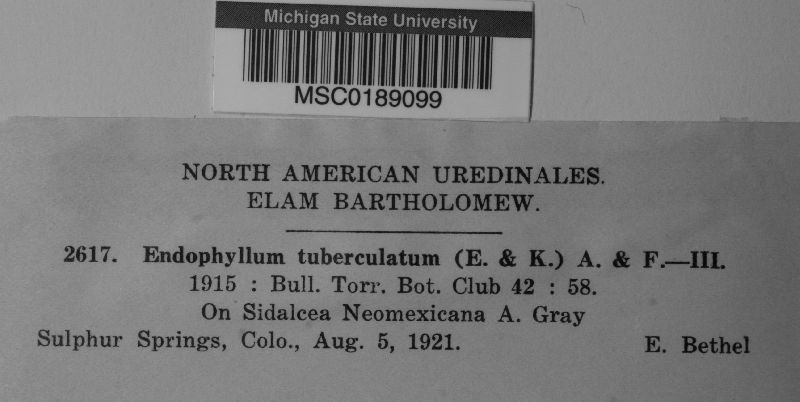 Michigan State University
MSC0189099
NORTH AMERICAN UREDINALES.
ELAM BARTHOLOMEW.
2617. Endophyllum tuberculatum (E. & K.) A. & F.—III.
1915 : Bull. Torr. Bot. Club 42 : 58.
On Sidalcea Neomexicana A. Gray
Sulphur Springs, Colo., Aug. 5, 1921. E. Bethel